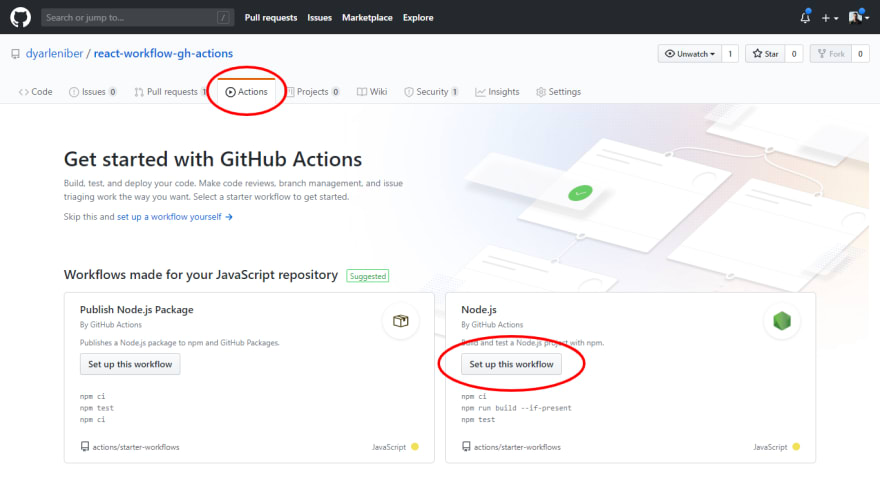 Search or jump to...
/
Pull requests Issues Marketplace Explore
dyarleniber / react-workflow-gh-actions
Unwatch 1 Star 0 Fork 0
Code Issues 0 Pull requests 1 Actions Projects 0 Wiki Security 1 Insights Settings
Get started with GitHub Actions
Build, test, and deploy your code. Make code reviews, branch management, and issue
triaging work the way you want. Select a starter workflow to get started.
Skip this and set up a workflow yourself →
Workflows made for your JavaScript repository Suggested
Publish Node.js Package
By GitHub Actions
Publishes a Node.js package to npm and GitHub Packages.
Set up this workflow
npm ci
npm test
npm ci
actions/starter-workflows JavaScript
Node.js
By GitHub Actions
Build and test a Node.js project with npm.
Set up this workflow
npm ci
npm run build --if-present
npm test
actions/starter-workflows JavaScript